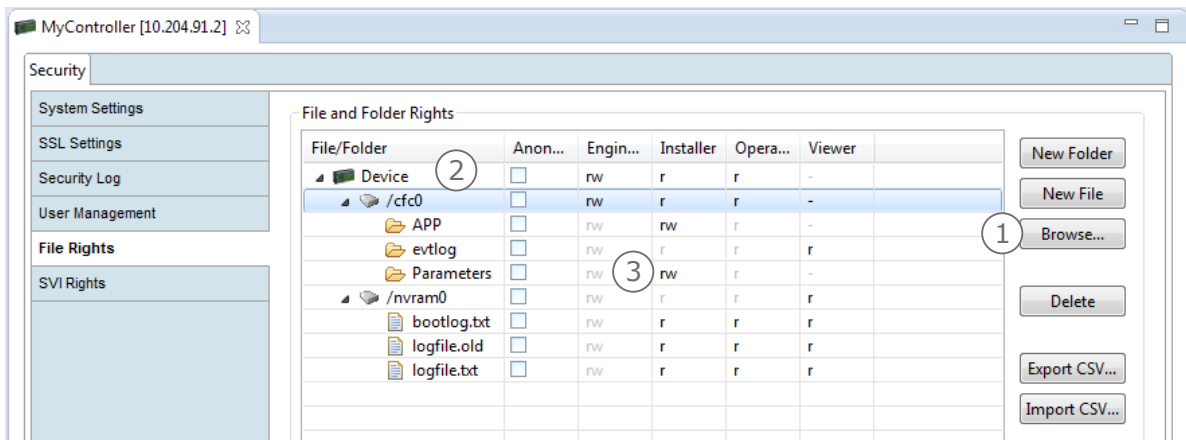 MyController [10.204.91.2]
Security
System Settings
SSL Settings
Security Log
User Management
File Rights
SVI Rights
File and Folder Rights
File/Folder Anon... Engin... Installer Opera... Viewer
Device rw r r -
/cfc0 rw r r -
APP rw rw r -
evtlog rw r r r
Parameters rw rw r -
/nvram0 rw r r r
bootlog.txt rw r r r
logfile.old rw r r r
logfile.txt rw r r r
New Folder
New File
Browse...
Delete
Export CSV...
Import CSV...
1
2
3